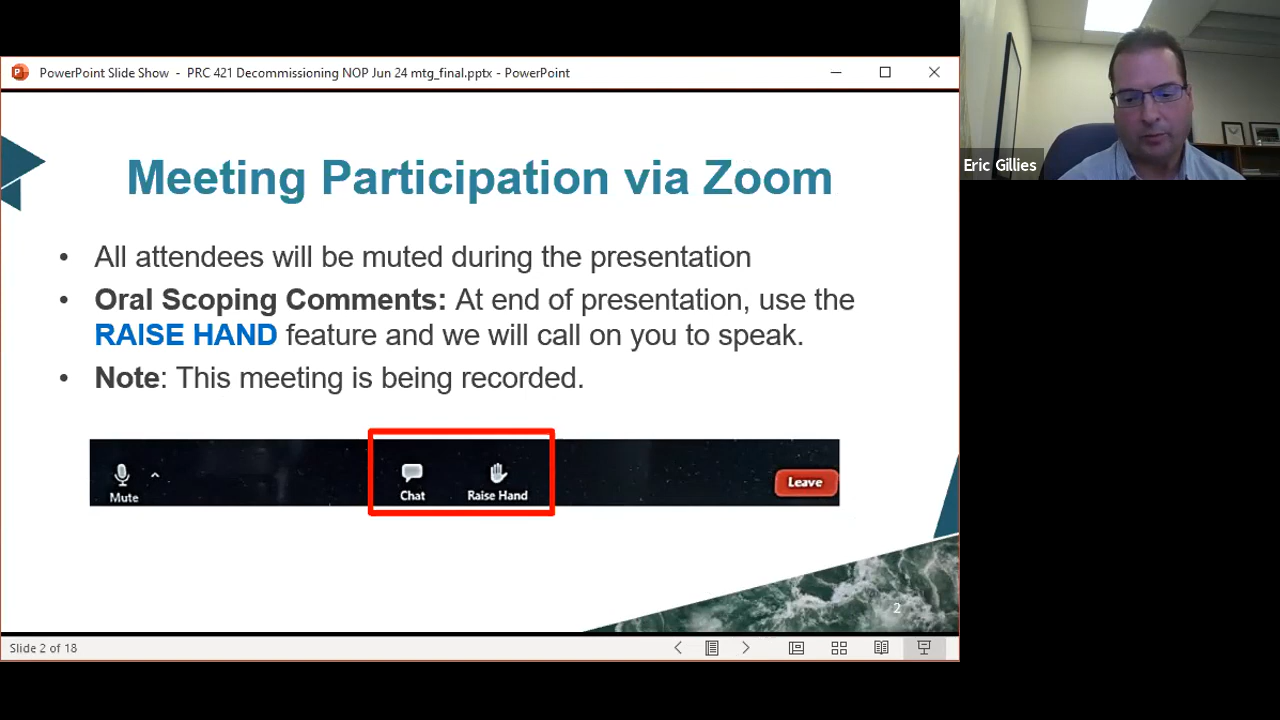 PowerPoint Slide Show - PRC 421 Decommissioning NOP Jun 24 mtg_final.pptx - PowerPoint
Eric Gillies
Meeting Participation via Zoom
• All attendees will be muted during the presentation
• Oral Scoping Comments: At end of presentation, use the
RAISE HAND feature and we will call on you to speak.
• Note: This meeting is being recorded.
Mute
Chat
Raise Hand
Leave
2
Slide 2 of 18